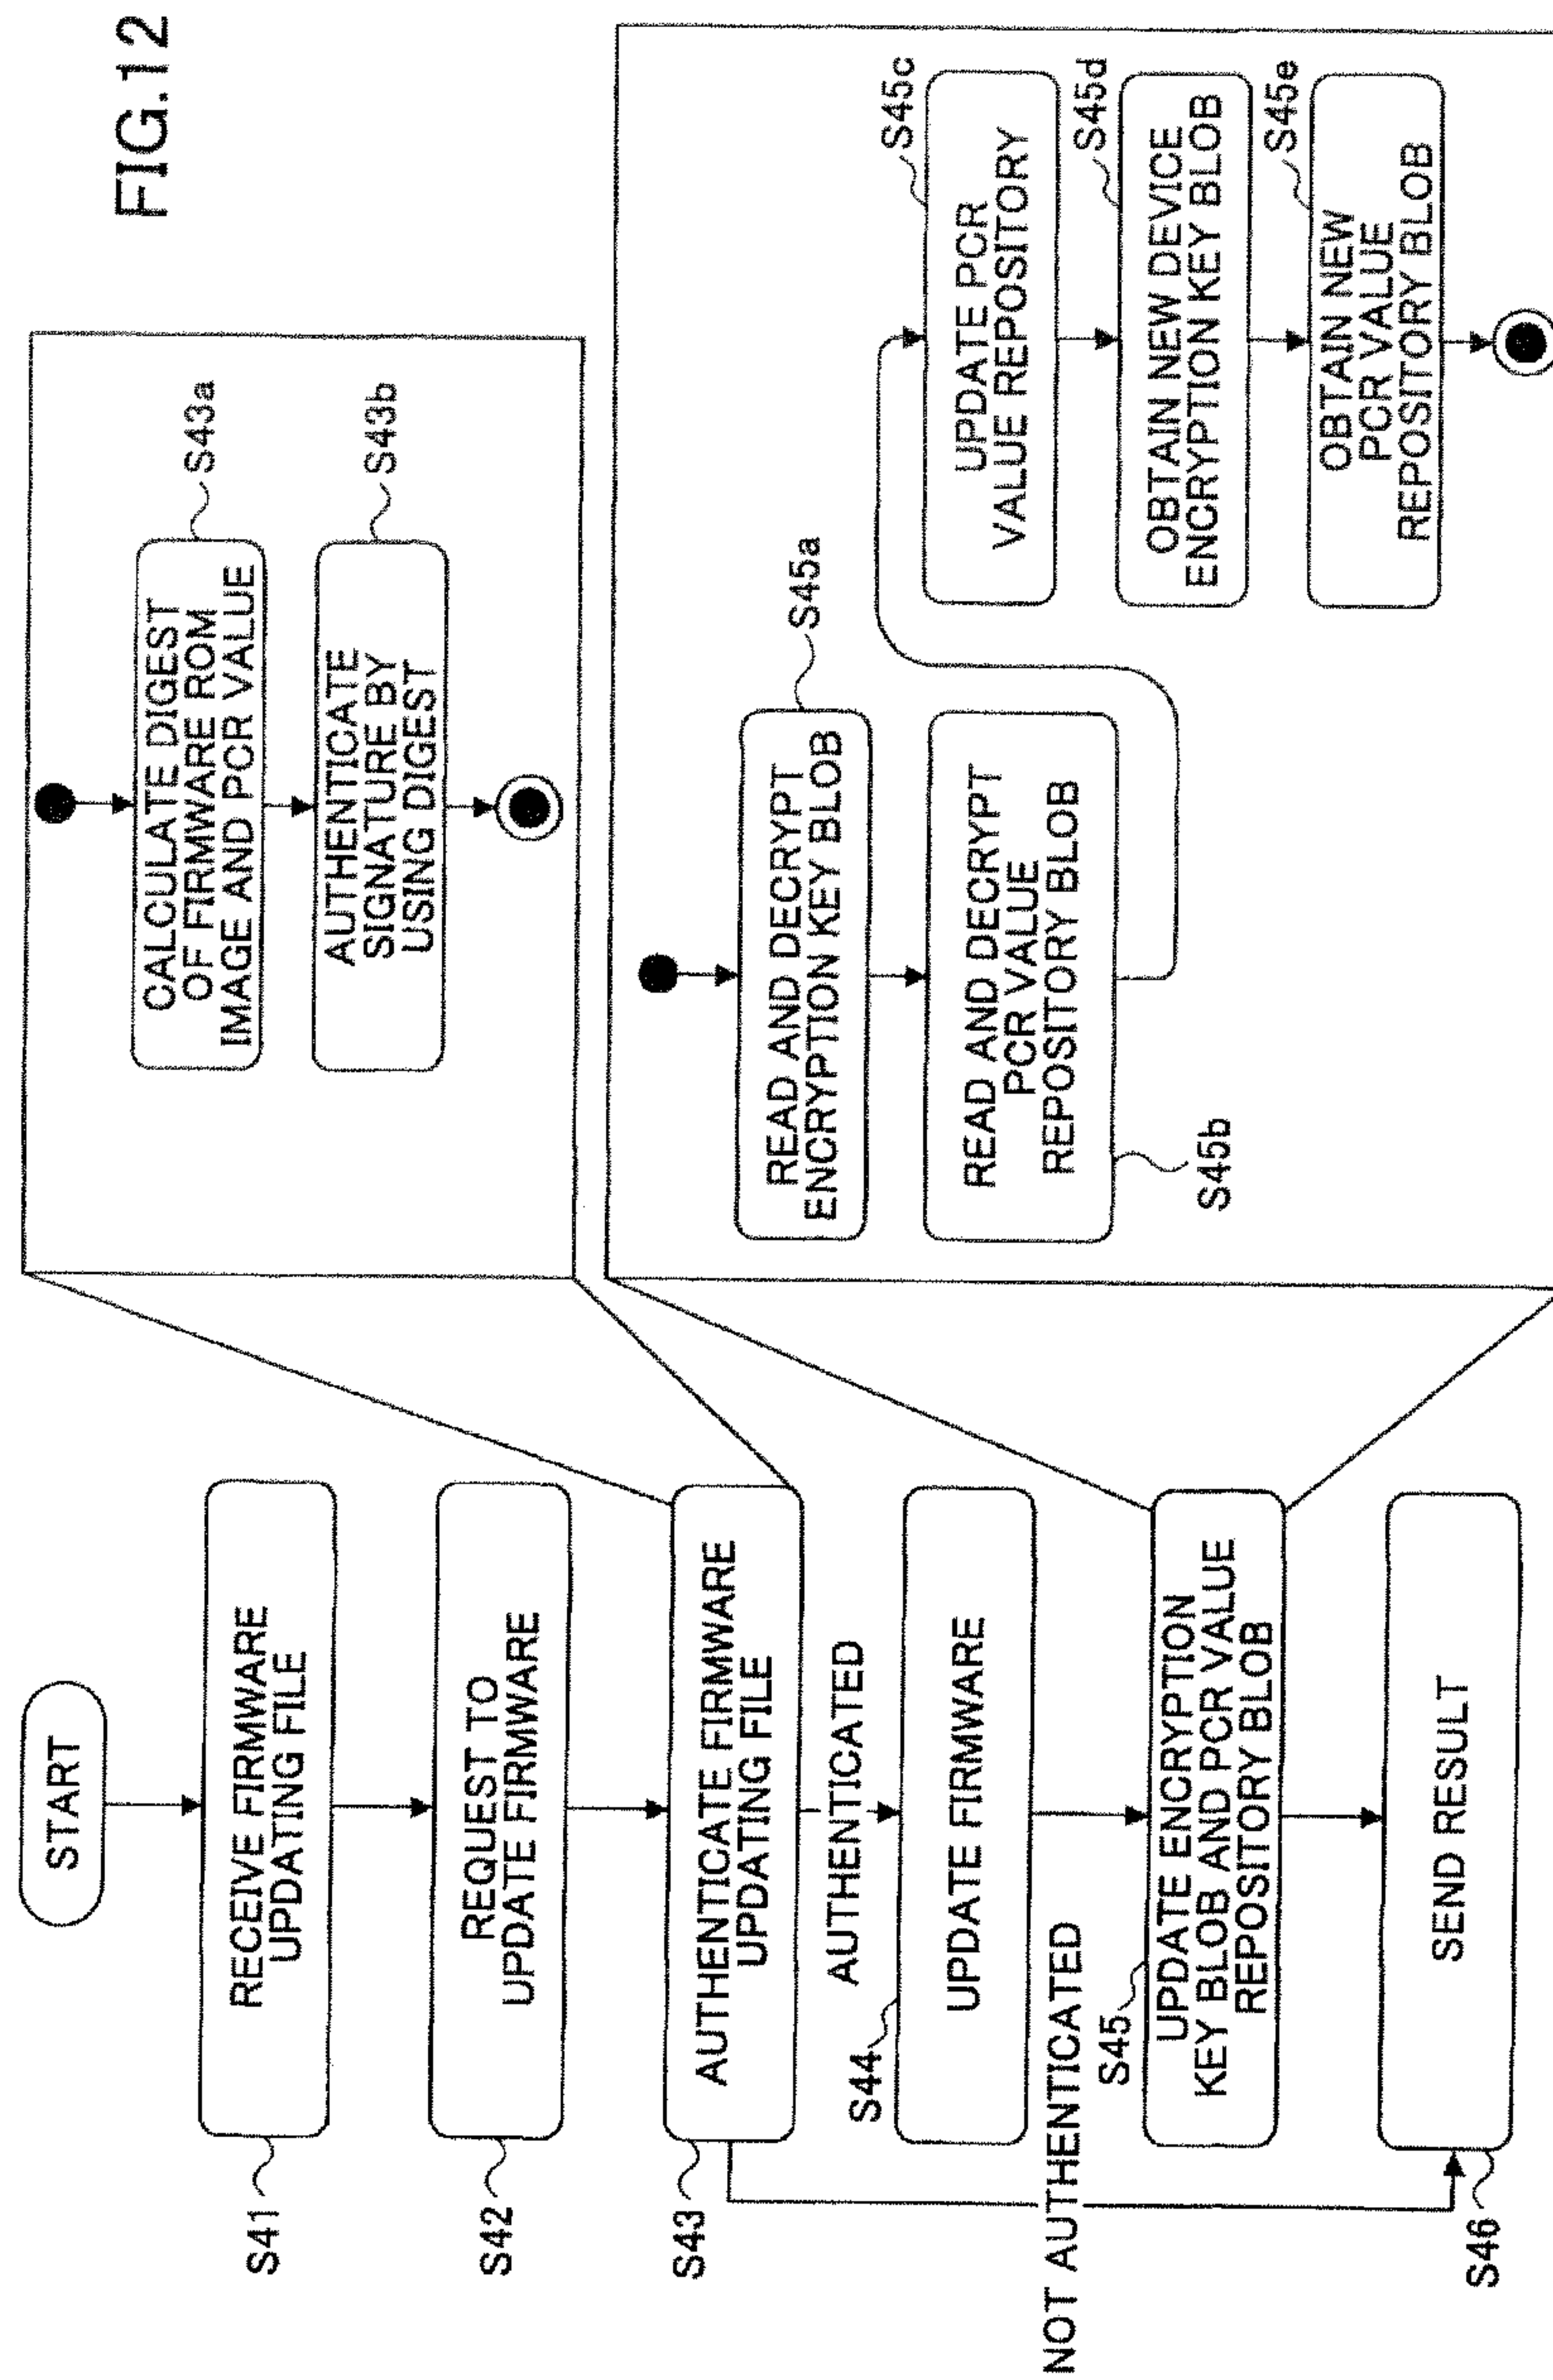 FIG.12
START
S41
RECEIVE FIRMWARE
UPDATING FILE
S42
REQUEST TO
UPDATE FIRMWARE
S43
AUTHENTICATE FIRMWARE
UPDATING FILE
AUTHENTICATED
S44
UPDATE FIRMWARE
NOT AUTHENTICATED
S45
UPDATE ENCRYPTION
KEY BLOB AND PCR VALUE
REPOSITORY BLOB
S46
SEND RESULT
CALCULATE DIGEST
OF FIRMWARE ROM
IMAGE AND PCR VALUE
S43a
AUTHENTICATE
SIGNATURE BY
USING DIGEST
S43b
READ AND DECRYPT
ENCRYPTION KEY BLOB
S45a
READ AND DECRYPT
PCR VALUE
REPOSITORY BLOB
S45b
UPDATE PCR
VALUE REPOSITORY
S45c
OBTAIN NEW DEVICE
ENCRYPTION KEY BLOB
S45d
OBTAIN NEW
PCR VALUE
REPOSITORY BLOB
S45e